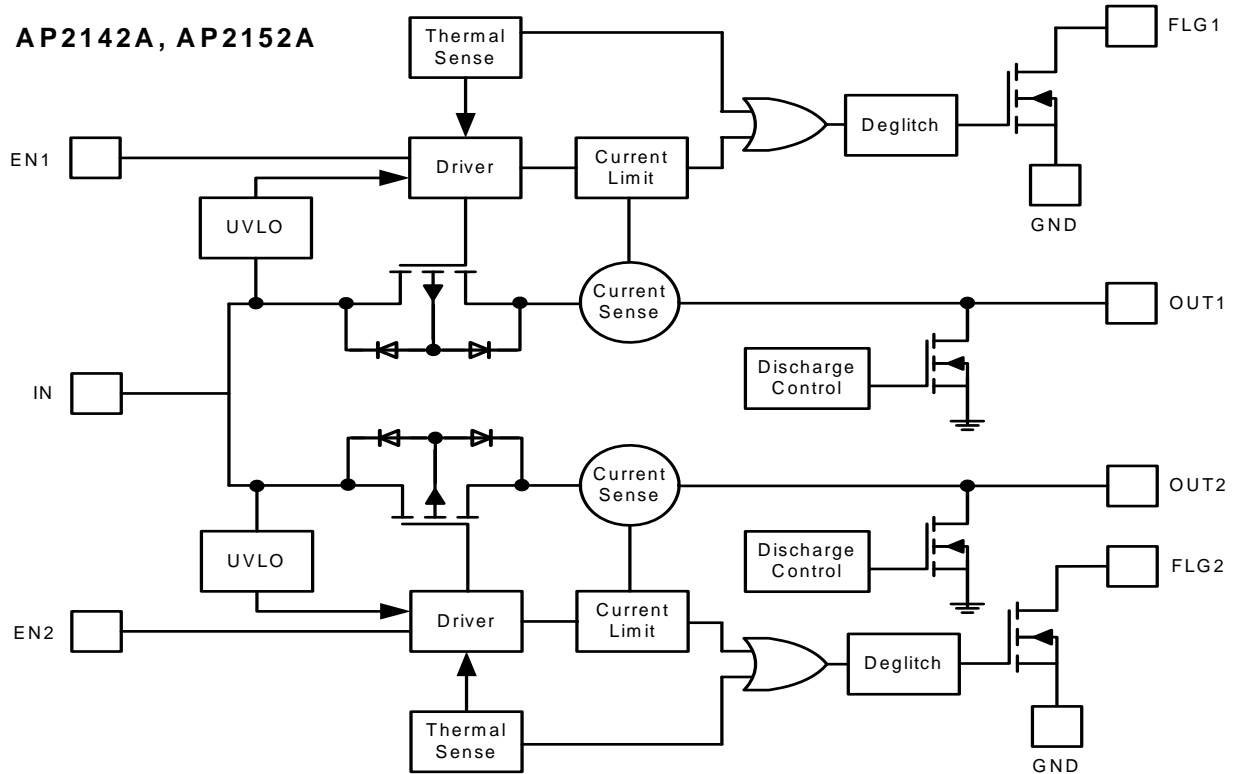 AP2142A, AP2152A
Thermal
Sense
FLG1
Deglitch
EN1
Driver
Current
Limit
UVLO
GND
Current
Sense
OUT1
Discharge
Control
IN
Current
Sense
OUT2
UVLO
Discharge
Control
FLG2
EN2
Driver
Current
Limit
Deglitch
Thermal
Sense
GND